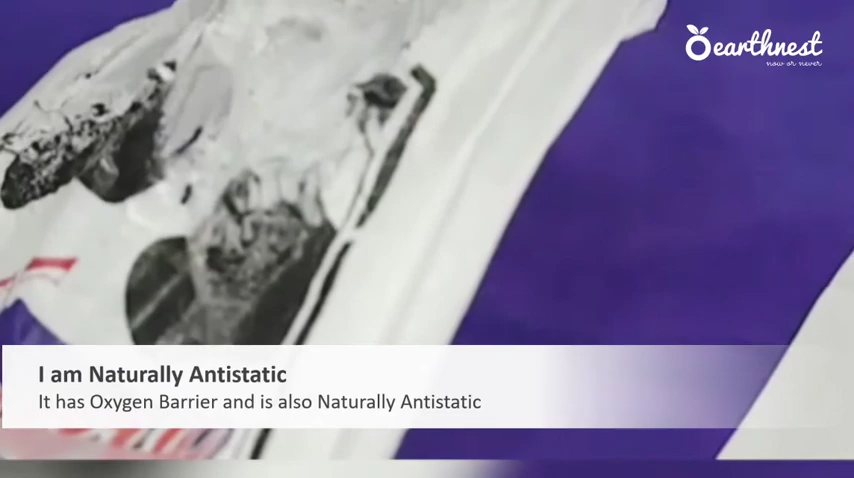 earthnest
now or never
I am Naturally Antistatic
It has Oxygen Barrier and is also Naturally Antistatic